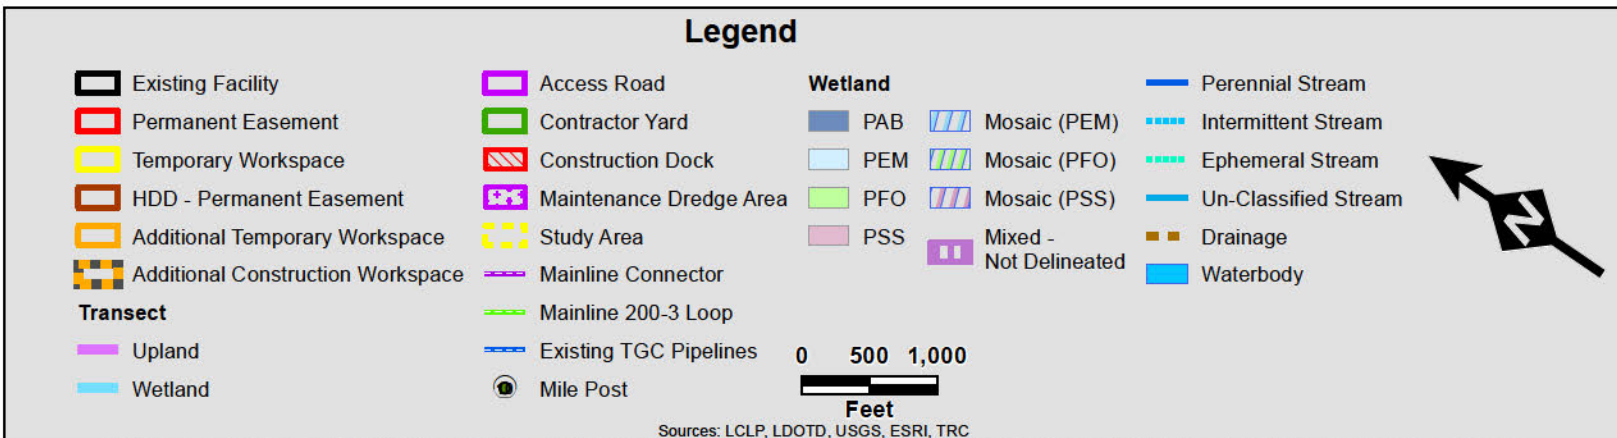 Legend
Existing Facility
Permanent Easement
Temporary Workspace
HDD - Permanent Easement
Additional Temporary Workspace
Additional Construction Workspace
Transect
Upland
Wetland
Access Road
Contractor Yard
Construction Dock
Maintenance Dredge Area
Study Area
Mainline Connector
Mainline 200-3 Loop
Existing TGC Pipelines
Mile Post
Wetland
PAB
PEM
PFO
PSS
Mosaic (PEM)
Mosaic (PFO)
Mosaic (PSS)
Mixed -
Not Delineated
Perennial Stream
Intermittent Stream
Ephemeral Stream
Un-Classified Stream
Drainage
Waterbody
N
0 500 1,000
Feet
Sources: LCLP, LDOTD, USGS, ESRI, TRC